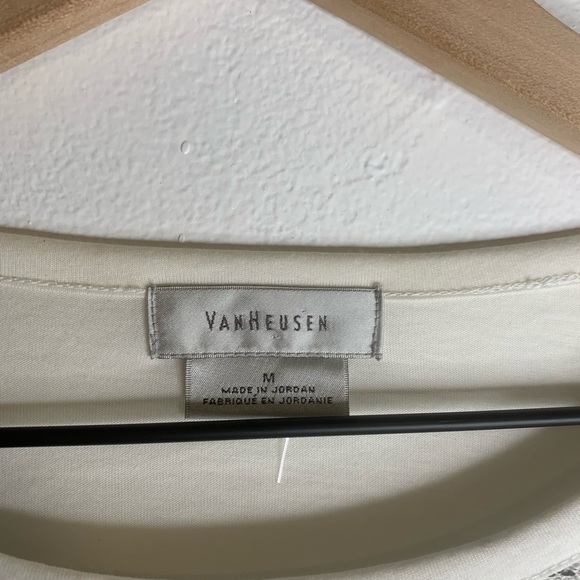 VANHEUSEN
M
MADE IN JORDAN
FABRIQUÉ EN JORDANIE